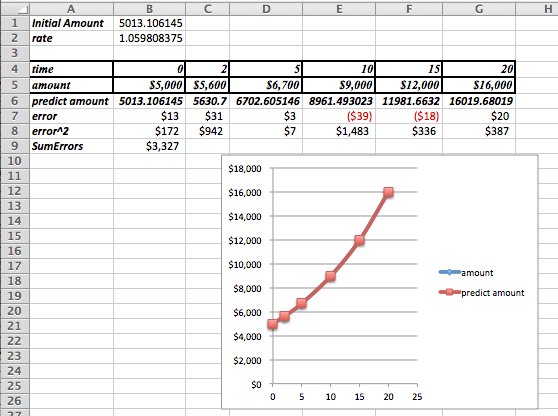 A B C D E F G H
1 Initial Amount 5013.106145
2 rate 1.059808375
3
4 time 0 2 5 10 15 20
5 amount $5,000 $5,600 $6,700 $9,000 $12,000 $16,000
6 predict amount 5013.106145 5630.7 6702.605146 8961.493023 11981.6632 16019.68019
7 error $13 $31 $3 ($39) ($18) $20
8 error^2 $172 $942 $7 $1,483 $336 $387
9 SumErrors $3,327
10
11
12
13
14
15
16
17
18
19
20
21
22
23
24
25
26
27
$18,000
$16,000
$14,000
$12,000
$10,000
$8,000
$6,000
$4,000
$2,000
$0
0 5 10 15 20 25
amount
predict amount